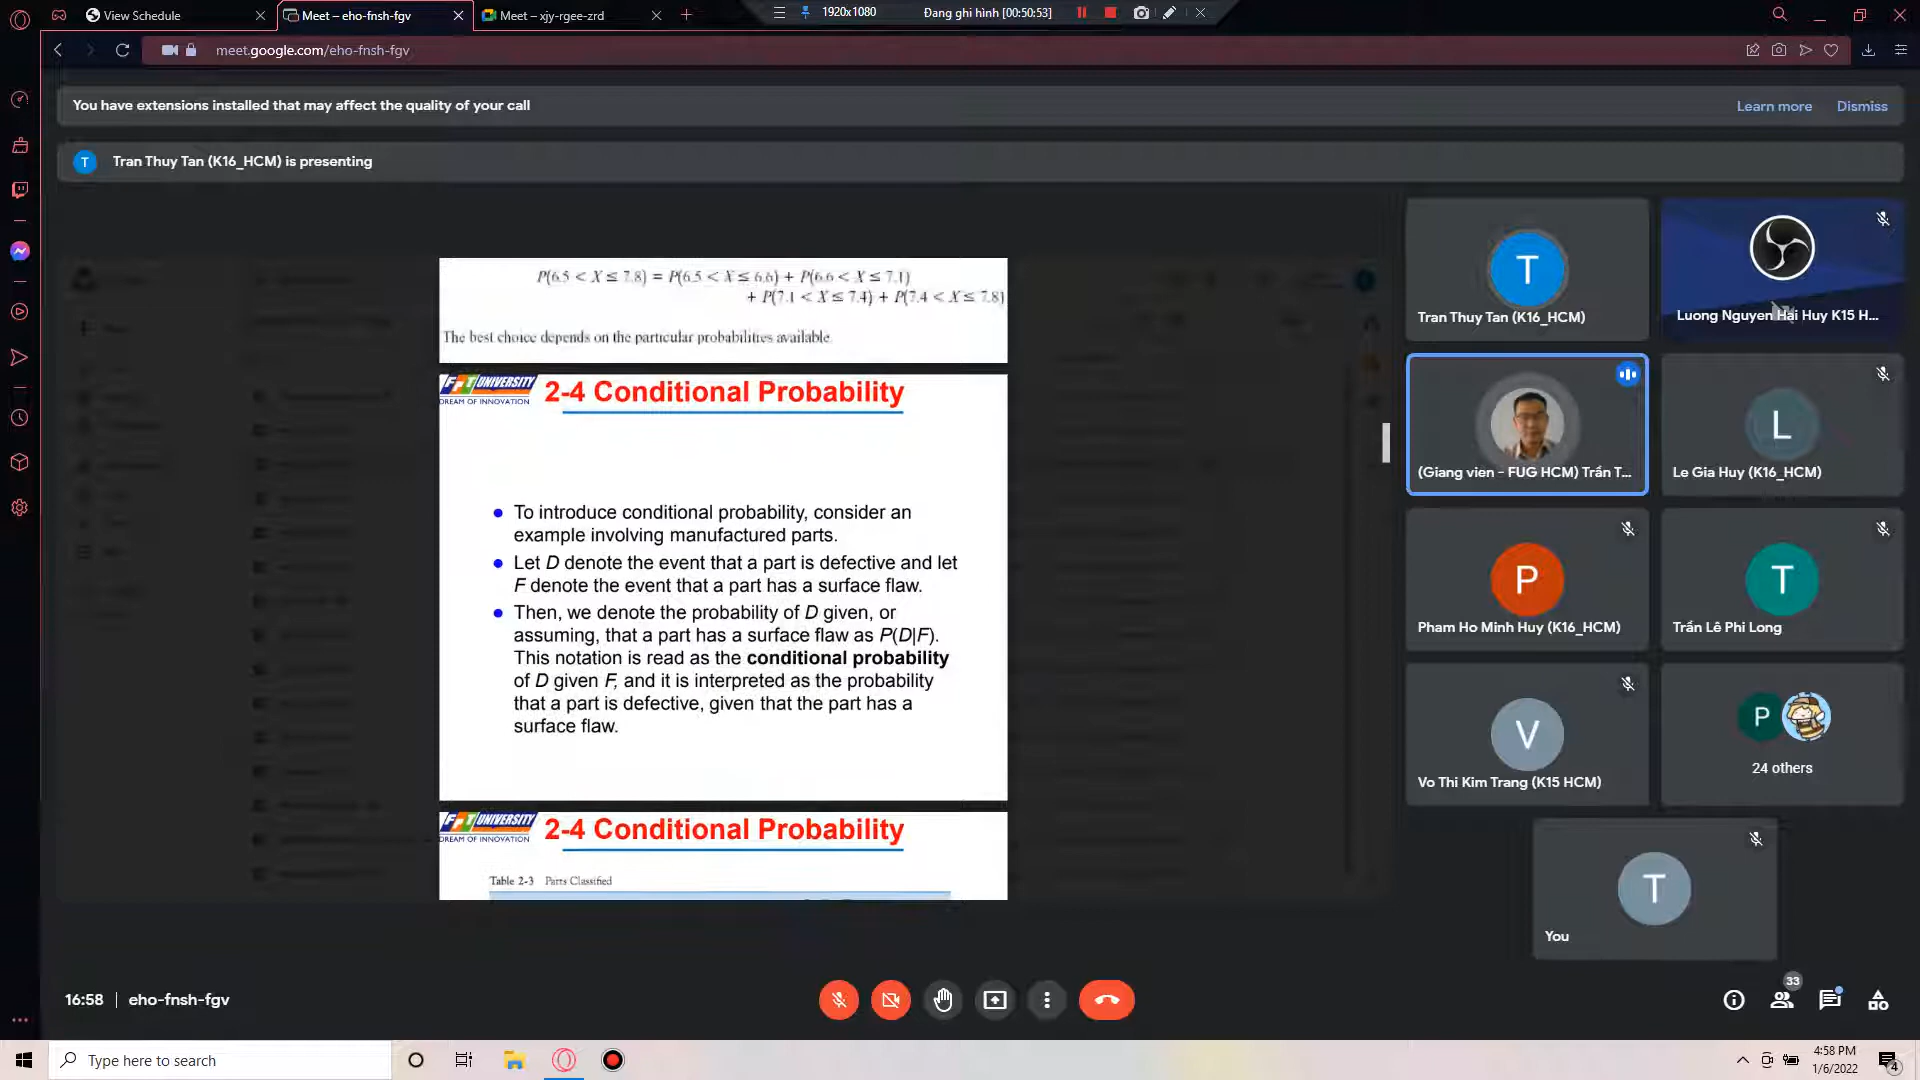 View Schedule
Meet – eho-fnsh-fgv
Meet – xjy-rgee-zrd
1920x1080
Đang ghi hình [00:50:53]
meet.google.com/eho-fnsh-fgv
You have extensions installed that may affect the quality of your call
Learn more
Dismiss
T
Tran Thuy Tan (K16_HCM) is presenting
P(6.5 < X ≤ 7.8) = P(6.5 < X ≤ 6.6) + P(6.6 < X ≤ 7.1)
+ P(7.1 < X ≤ 7.4) + P(7.4 < X ≤ 7.8)
The best choice depends on the particular probabilities available.
FPT UNIVERSITY
DREAM OF INNOVATION
2-4 Conditional Probability
• To introduce conditional probability, consider an
example involving manufactured parts.
• Let D denote the event that a part is defective and let
F denote the event that a part has a surface flaw.
• Then, we denote the probability of D given, or
assuming, that a part has a surface flaw as P(D|F).
This notation is read as the conditional probability
of D given F, and it is interpreted as the probability
that a part is defective, given that the part has a
surface flaw.
FPT UNIVERSITY
DREAM OF INNOVATION
2-4 Conditional Probability
Table 2-3 Parts Classified
T
Tran Thuy Tan (K16_HCM)
Luong Nguyen Hai Huy K15 H...
(Giang vien - FUG HCM) Trần T...
L
Le Gia Huy (K16_HCM)
P
Pham Ho Minh Huy (K16_HCM)
T
Trần Lê Phi Long
V
Vo Thi Kim Trang (K15 HCM)
P
24 others
T
You
16:58
eho-fnsh-fgv
33
Type here to search
4:58 PM
1/6/2022
4